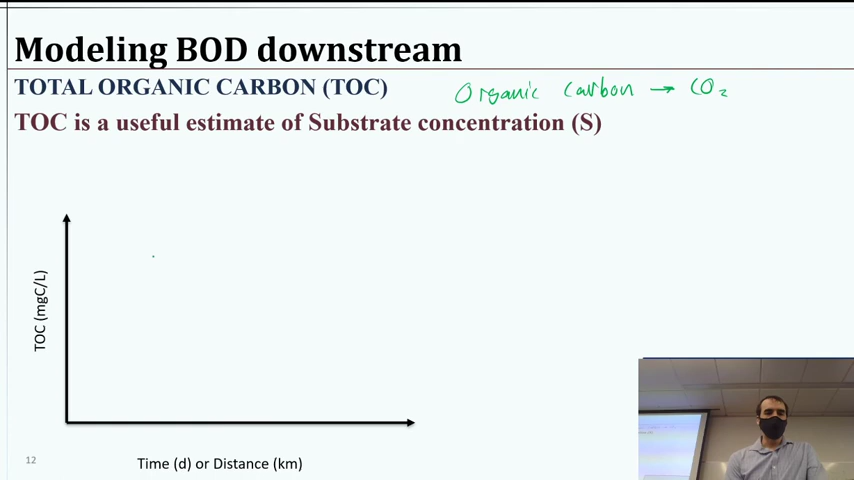 Modeling BOD downstream
TOTAL ORGANIC CARBON (TOC)
Organic carbon → CO₂
TOC is a useful estimate of Substrate concentration (S)
TOC (mgC/L)
Time (d) or Distance (km)
12